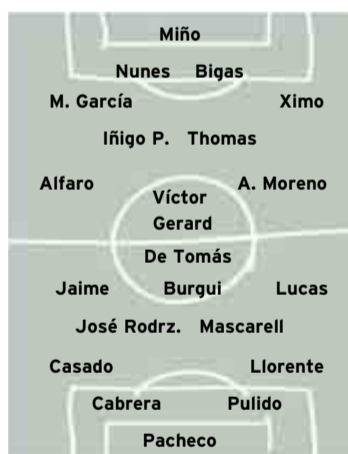 Miño
Nunes Bigas
M. García Ximo
Iñigo P. Thomas
Alfaro A. Moreno
Víctor
Gerard
De Tomás
Jaime Burgui Lucas
José Rodrz. Mascarell
Casado Llorente
Cabrera Pulido
Pacheco